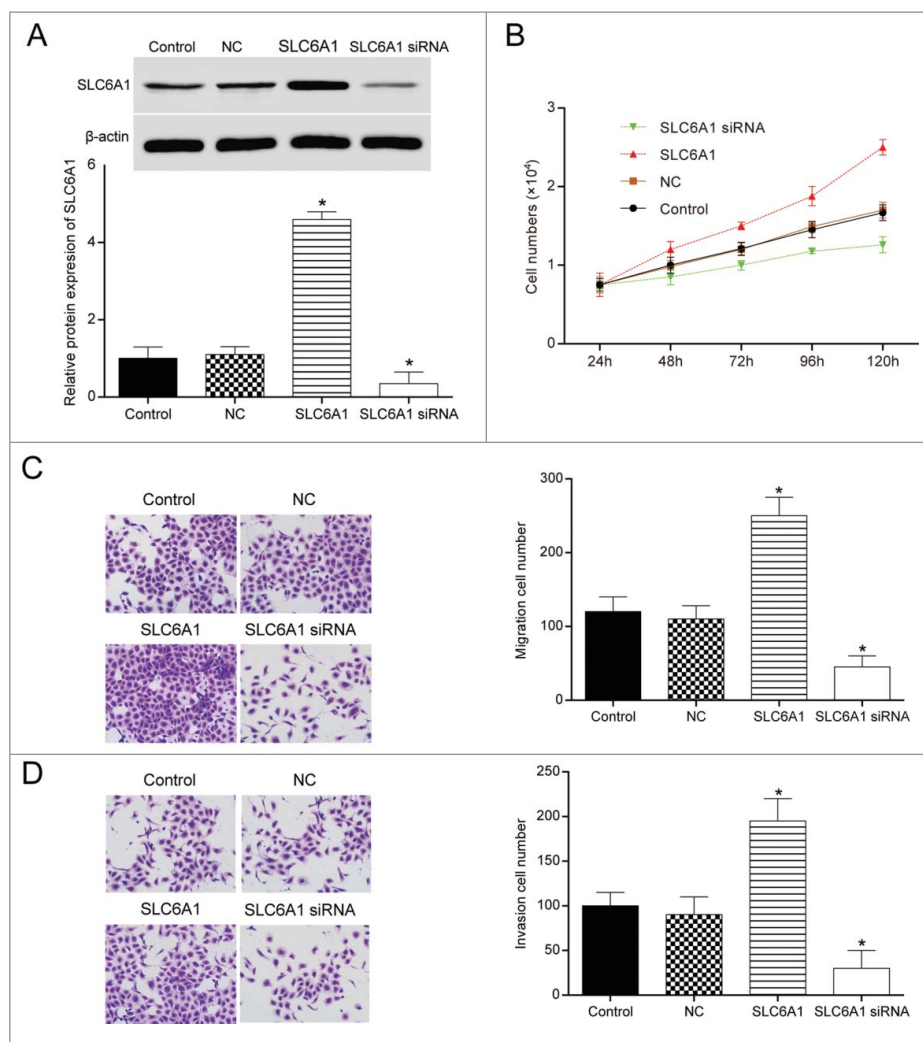 A
Control NC SLC6A1 SLC6A1 siRNA
SLC6A1
β-actin
Relative protein expresion of SLC6A1
6
4
2
0
*
*
Control NC SLC6A1 SLC6A1 siRNA
B
Cell numbers (×10⁴)
3
2
1
0
SLC6A1 siRNA
SLC6A1
NC
Control
24h 48h 72h 96h 120h
C
Control NC
SLC6A1 SLC6A1 siRNA
Migration cell number
300
200
100
0
*
*
Control NC SLC6A1 SLC6A1 siRNA
D
Control NC
SLC6A1 SLC6A1 siRNA
Invasion cell number
250
200
150
100
50
0
*
*
Control NC SLC6A1 SLC6A1 siRNA